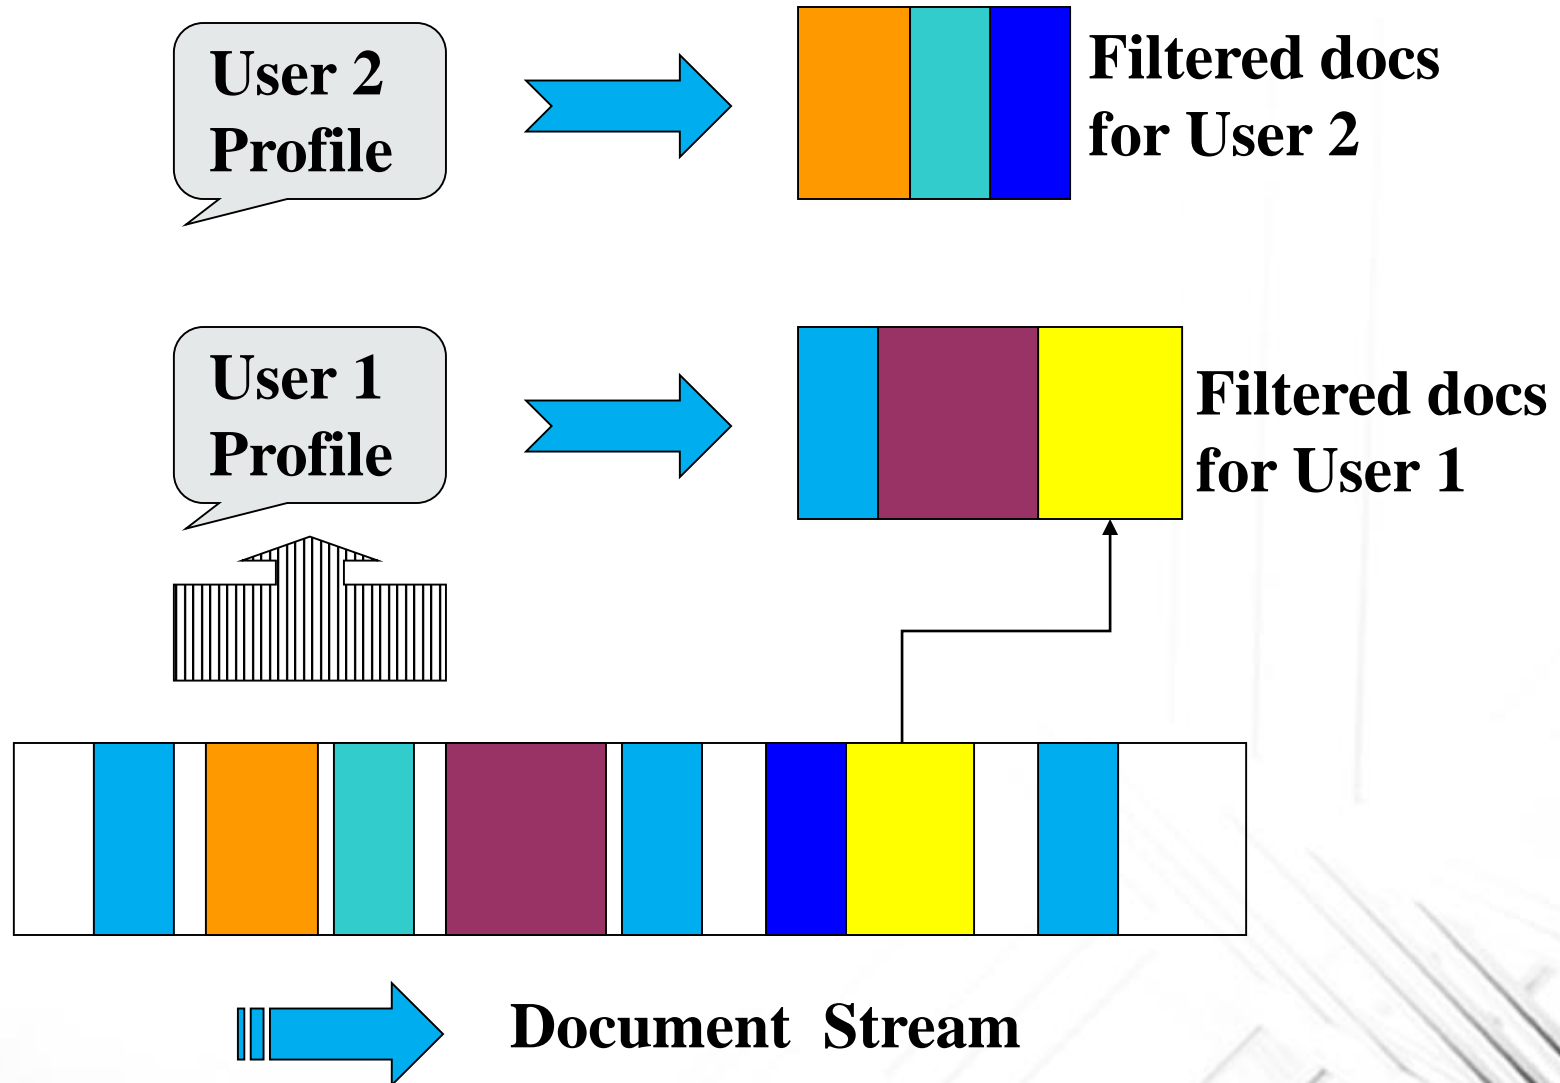 User 2
Profile
Filtered docs
for User 2
User 1
Profile
Filtered docs
for User 1
Document Stream